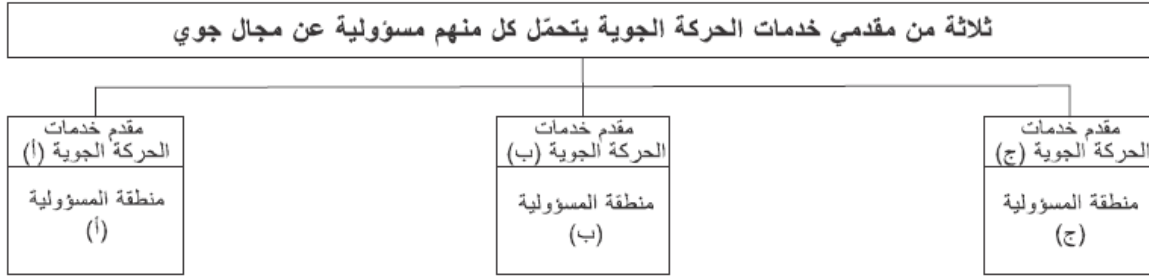 ثلاثة من مقدمي خدمات الحركة الجوية يتحمّل كل منهم مسؤولية عن مجال جوي
مقدم خدمات
الحركة الجوية (أ)
منطقة المسؤولية
(أ)
مقدم خدمات
الحركة الجوية (ب)
منطقة المسؤولية
(ب)
مقدم خدمات
الحركة الجوية (ج)
منطقة المسؤولية
(ج)